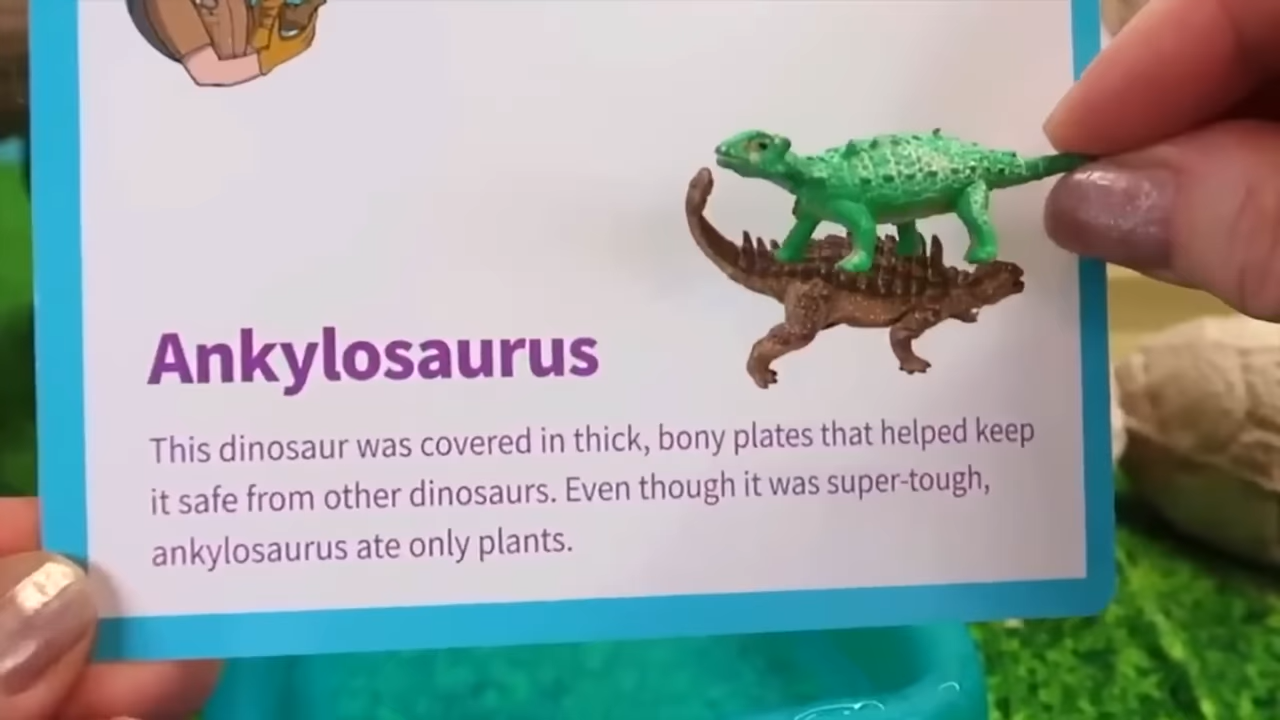 Ankylosaurus
This dinosaur was covered in thick, bony plates that helped keep
it safe from other dinosaurs. Even though it was super-tough,
ankylosaurus ate only plants.